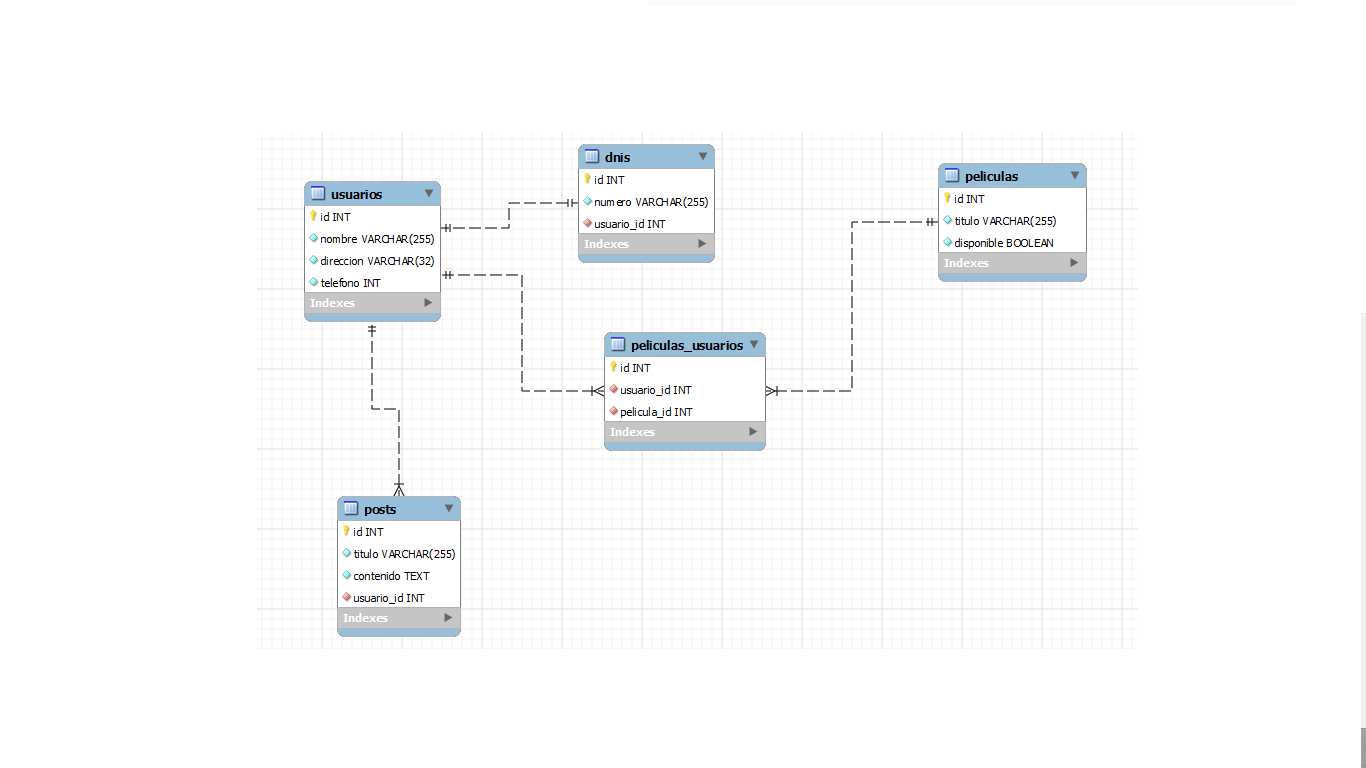 usuarios
id INT
nombre VARCHAR(255)
direccion VARCHAR(32)
telefono INT
Indexes
dnis
id INT
numero VARCHAR(255)
usuario_id INT
Indexes
peliculas
id INT
titulo VARCHAR(255)
disponible BOOLEAN
Indexes
peliculas_usuarios
id INT
usuario_id INT
pelicula_id INT
Indexes
posts
id INT
titulo VARCHAR(255)
contenido TEXT
usuario_id INT
Indexes